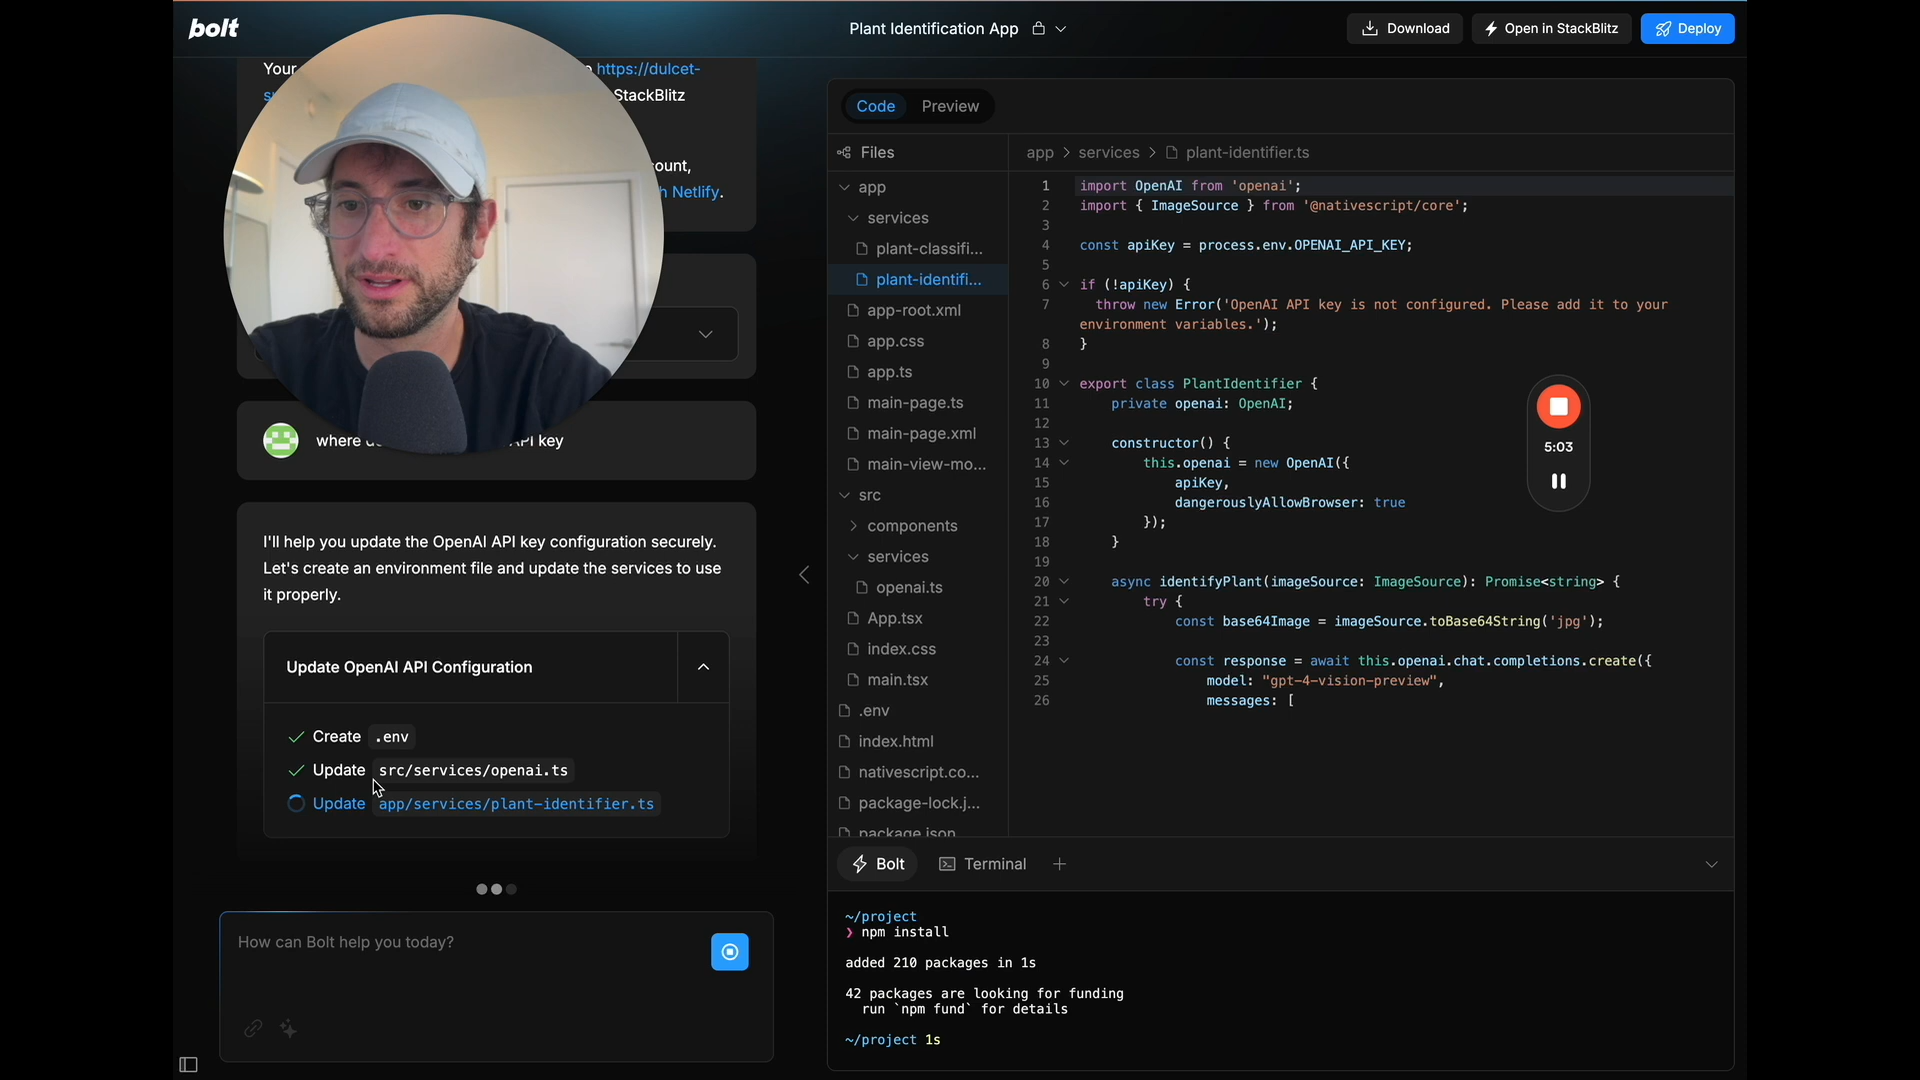 bolt
Plant Identification App
Download
Open in StackBlitz
Deploy
Your
https://dulcet-
StackBlitz
count,
h Netlify.
where
API key
I'll help you update the OpenAI API key configuration securely.
Let's create an environment file and update the services to use
it properly.
Update OpenAI API Configuration
Create .env
Update src/services/openai.ts
Update app/services/plant-identifier.ts
How can Bolt help you today?
Code
Preview
Files
app
services
plant-classifi...
plant-identifi...
app-root.xml
app.css
app.ts
main-page.ts
main-page.xml
main-view-mo...
src
components
services
openai.ts
App.tsx
index.css
main.tsx
.env
index.html
nativescript.co...
package-lock.j...
package.json
app > services > plant-identifier.ts
1 import OpenAI from 'openai';
2 import { ImageSource } from '@nativescript/core';
3
4 const apiKey = process.env.OPENAI_API_KEY;
5
6 if (!apiKey) {
7 throw new Error('OpenAI API key is not configured. Please add it to your
environment variables.');
8 }
9
10 export class PlantIdentifier {
11 private openai: OpenAI;
12
13 constructor() {
14 this.openai = new OpenAI({
15 apiKey,
16 dangerouslyAllowBrowser: true
17 });
18 }
19
20 async identifyPlant(imageSource: ImageSource): Promise<string> {
21 try {
22 const base64Image = imageSource.toBase64String('jpg');
23
24 const response = await this.openai.chat.completions.create({
25 model: "gpt-4-vision-preview",
26 messages: [
5:03
Bolt
Terminal
~/project
❯ npm install
added 210 packages in 1s
42 packages are looking for funding
run `npm fund` for details
~/project 1s